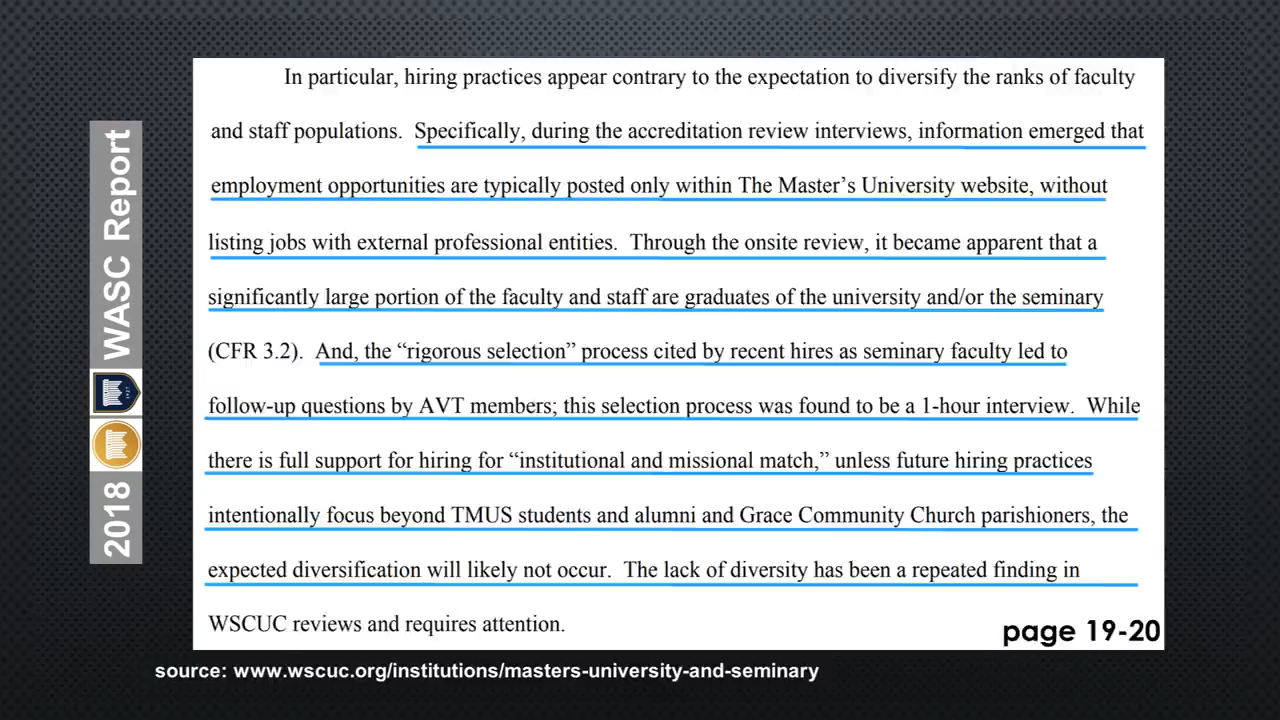 In particular, hiring practices appear contrary to the expectation to diversify the ranks of faculty
and staff populations.  Specifically, during the accreditation review interviews, information emerged that
employment opportunities are typically posted only within The Master’s University website, without
listing jobs with external professional entities.  Through the onsite review, it became apparent that a
significantly large portion of the faculty and staff are graduates of the university and/or the seminary
(CFR 3.2).  And, the “rigorous selection” process cited by recent hires as seminary faculty led to
follow-up questions by AVT members; this selection process was found to be a 1-hour interview.  While
there is full support for hiring for “institutional and missional match,” unless future hiring practices
intentionally focus beyond TMUS students and alumni and Grace Community Church parishioners, the
expected diversification will likely not occur.  The lack of diversity has been a repeated finding in
WSCUC reviews and requires attention.
page 19-20
2018 WASC Report
source: www.wscuc.org/institutions/masters-university-and-seminary